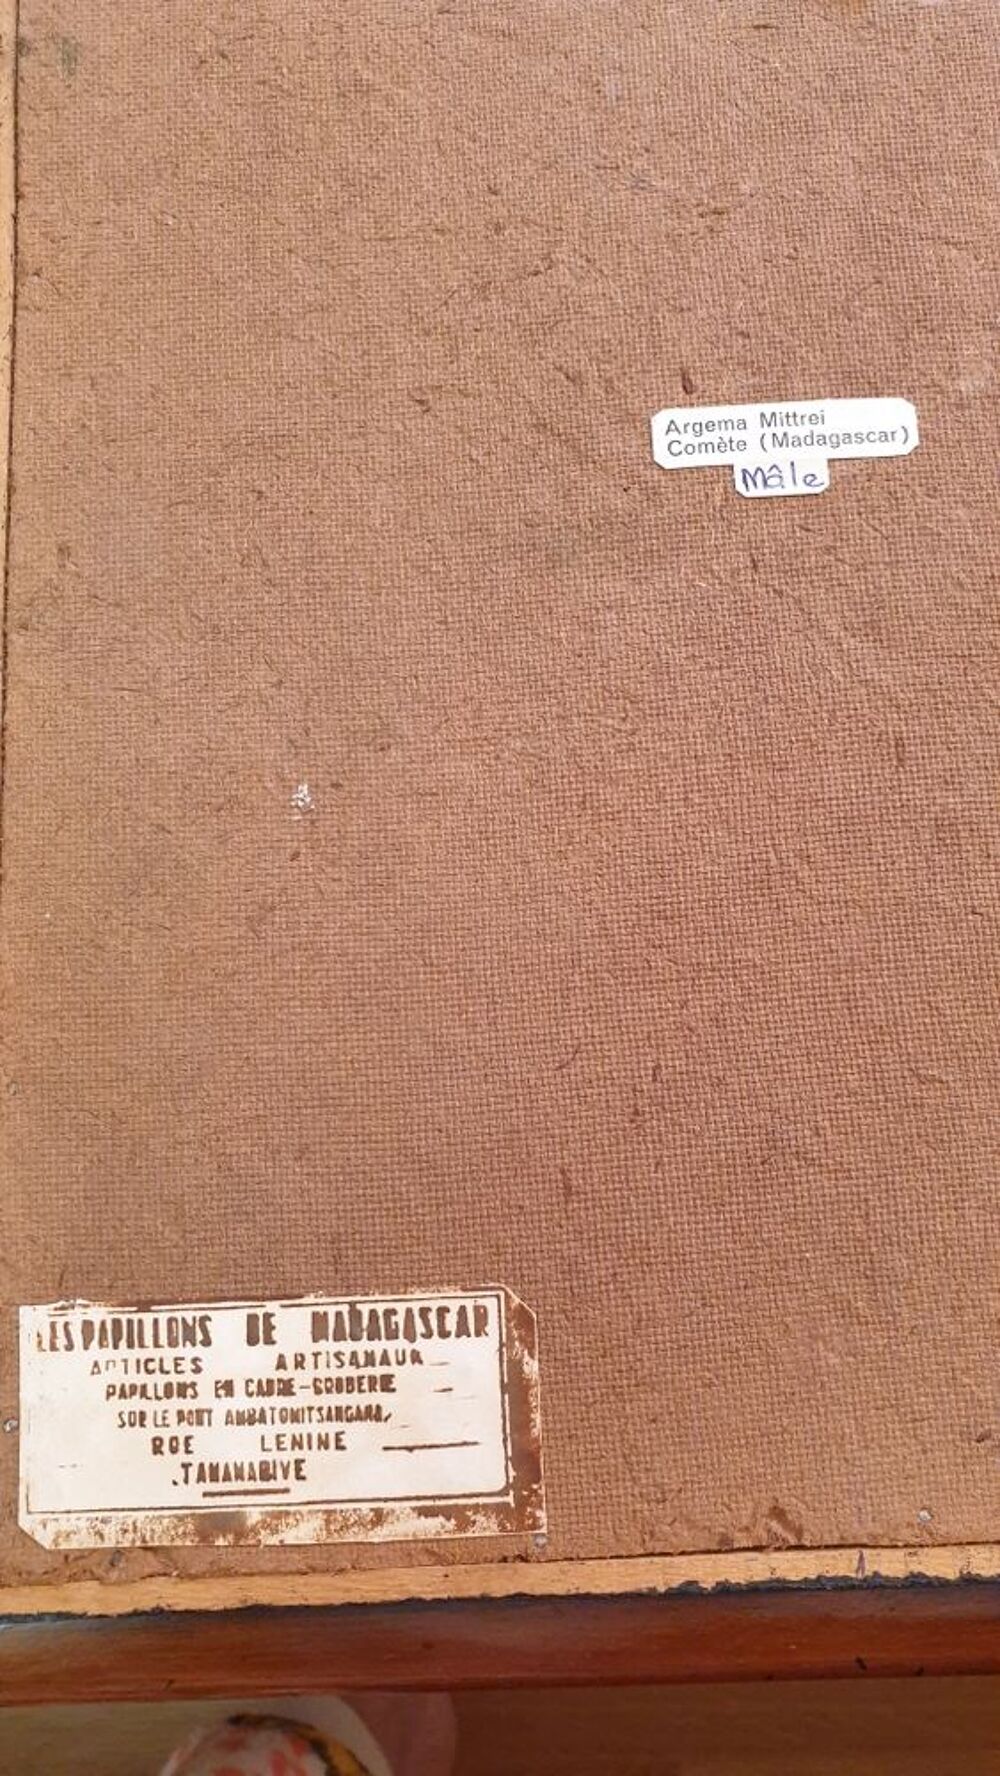 Argema Mittrei
Comète (Madagascar)
Mâle
LES PAPILLONS DE MADAGASCAR
ARTICLES ARTISANAUX
PAPILLONS EN CADRE-
SUR LE PONT AMBATOMITSANGANA,
RUE LENINE
TANANARIVE